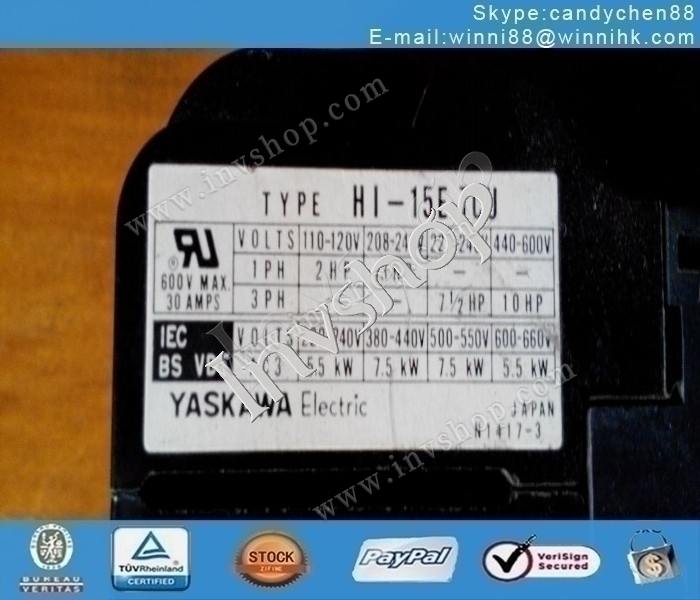 Skype:candychen88
E-mail:winni88@winnihk.com
www.invshop.com
TYPE HI-15E
VOLTS 110-120V 440-600V
600V MAX. 30 AMPS
1PH 2HP — —
3PH — 7½HP 10HP
IEC
BS 380-440V 500-550V 600-660V
5.5 kW 7.5 kW 7.5 kW 5.5 kW
YASKAWA Electric JAPAN
N1417-3
Invshop
www.invshop.com
BUREAU VERITAS
TÜVRheinland CERTIFIED
STOCK
PayPal
VeriSign Secured